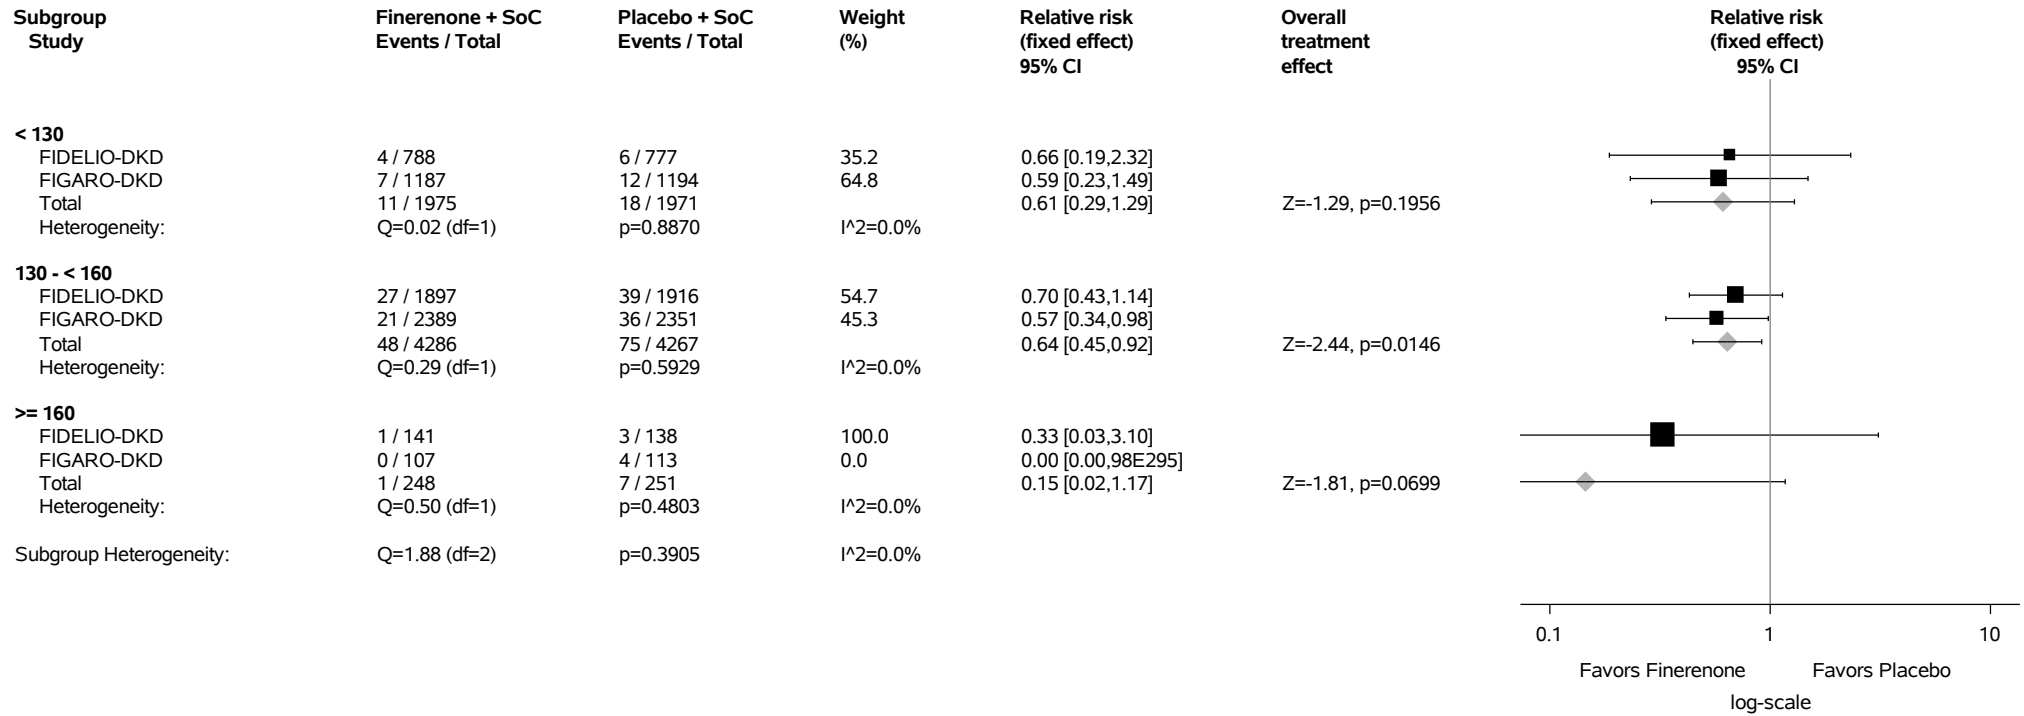 Subgroup Finerenone + SoC Placebo + SoC Weight Relative risk Overall Relative risk
Study Events / Total Events / Total (%) (fixed effect) treatment (fixed effect)
95% CI effect 95% CI
< 130
FIDELIO-DKD 4 / 788 6 / 777 35.2 0.66 [0.19,2.32]
FIGARO-DKD 7 / 1187 12 / 1194 64.8 0.59 [0.23,1.49]
Total 11 / 1975 18 / 1971 0.61 [0.29,1.29] Z=-1.29, p=0.1956
Heterogeneity: Q=0.02 (df=1) p=0.8870 I^2=0.0%
130 - < 160
FIDELIO-DKD 27 / 1897 39 / 1916 54.7 0.70 [0.43,1.14]
FIGARO-DKD 21 / 2389 36 / 2351 45.3 0.57 [0.34,0.98]
Total 48 / 4286 75 / 4267 0.64 [0.45,0.92] Z=-2.44, p=0.0146
Heterogeneity: Q=0.29 (df=1) p=0.5929 I^2=0.0%
>= 160
FIDELIO-DKD 1 / 141 3 / 138 100.0 0.33 [0.03,3.10]
FIGARO-DKD 0 / 107 4 / 113 0.0 0.00 [0.00,98E295]
Total 1 / 248 7 / 251 0.15 [0.02,1.17] Z=-1.81, p=0.0699
Heterogeneity: Q=0.50 (df=1) p=0.4803 I^2=0.0%
Subgroup Heterogeneity: Q=1.88 (df=2) p=0.3905 I^2=0.0%
0.1 1 10
Favors Finerenone Favors Placebo
log-scale